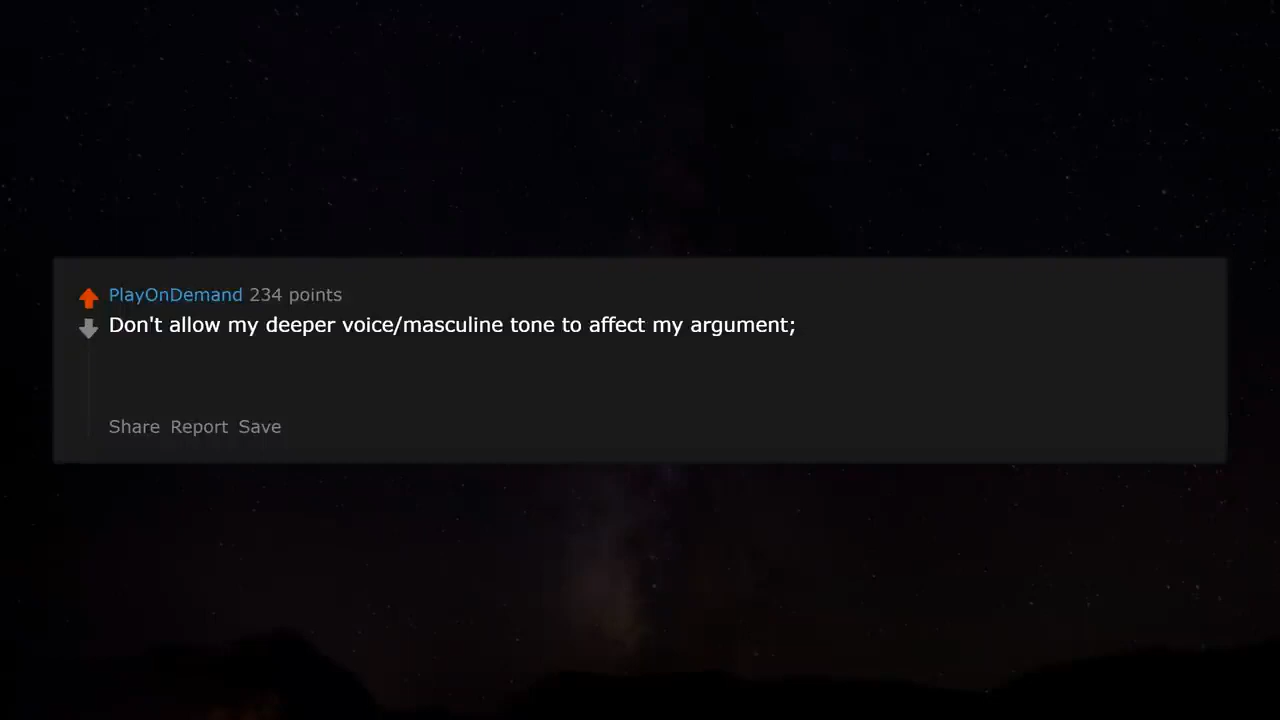 PlayOnDemand 234 points
Don't allow my deeper voice/masculine tone to affect my argument;
Share Report Save